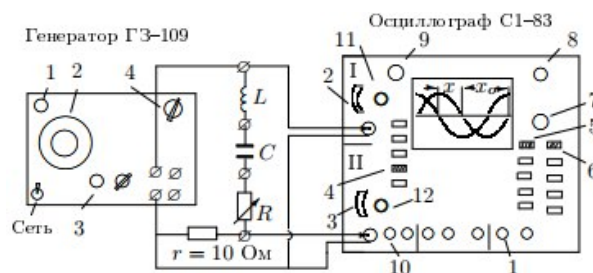 Осциллограф С1–83
Генератор ГЗ–109
11
9
8
1
2
4
2
I
x
x₀
7
5
L
C
II
4
6
R
3
12
Сеть
3
r = 10 Ом
10
1